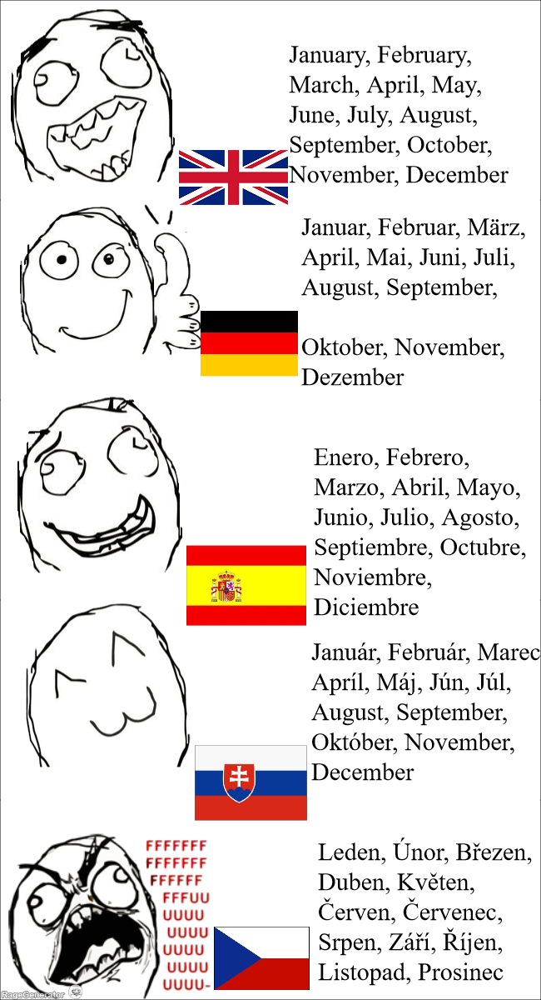 January, February,
March, April, May,
June, July, August,
September, October,
November, December
Januar, Februar, März,
April, Mai, Juni, Juli,
August, September,
Oktober, November,
Dezember
Enero, Febrero,
Marzo, Abril, Mayo,
Junio, Julio, Agosto,
Septiembre, Octubre,
Noviembre,
Diciembre
Január, Február, Marec
Apríl, Máj, Jún, Júl,
August, September,
Október, November,
December
FFFFFFF
FFFFFFF
FFFFFF
FFFUU
UUUU
UUUU
UUUU
UUUU
UUUU-
Leden, Únor, Březen,
Duben, Květen,
Červen, Červenec,
Srpen, Září, Říjen,
Listopad, Prosinec
RageGenerator